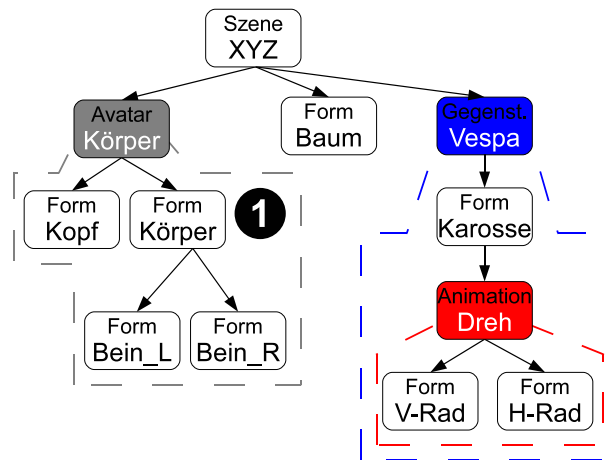 Szene
XYZ
Avatar
Körper
Form
Baum
Gegenst.
Vespa
Form
Kopf
Form
Körper
1
Form
Karosse
Animation
Dreh
Form
Bein_L
Form
Bein_R
Form
V-Rad
Form
H-Rad